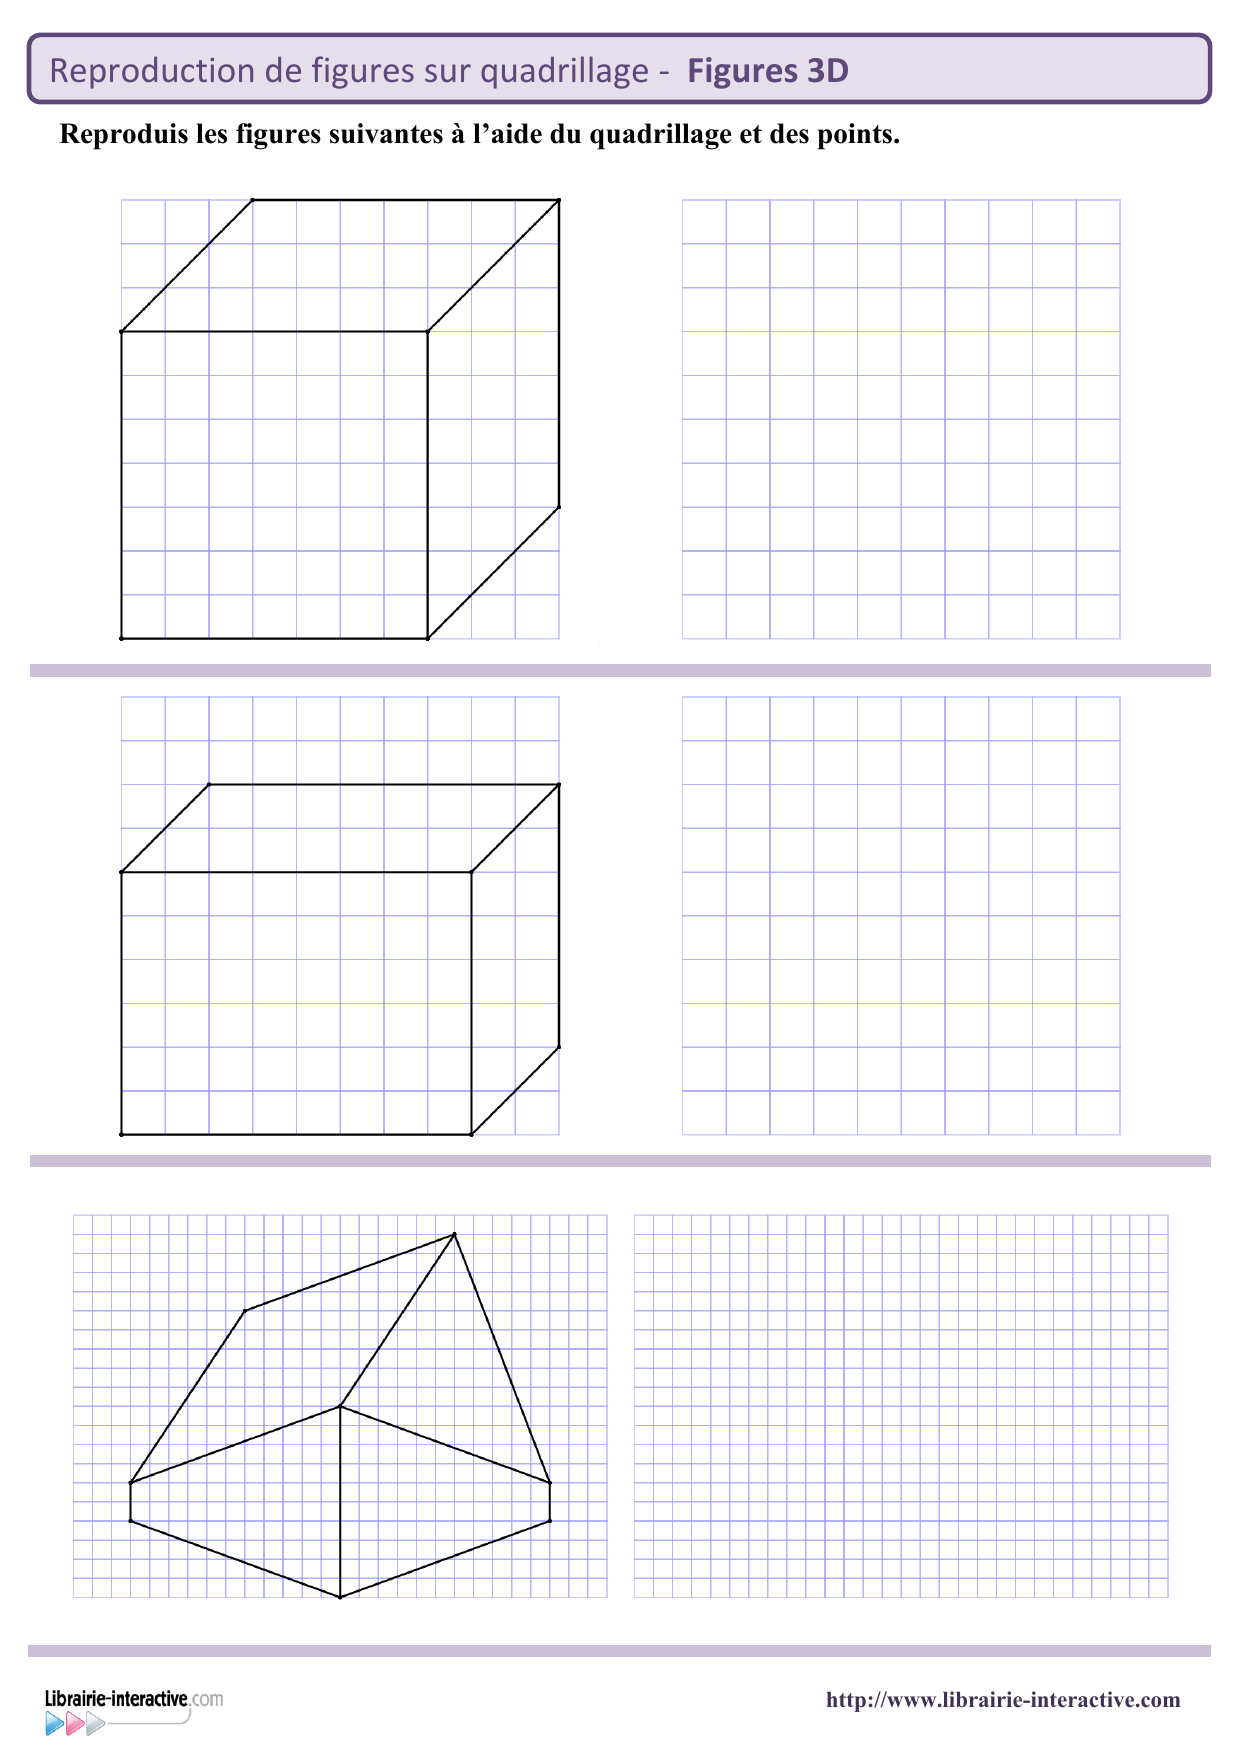 Reproduction de figures sur quadrillage - Figures 3D
Reproduis les figures suivantes à l’aide du quadrillage et des points.
Librairie-interactive.com
http://www.librairie-interactive.com